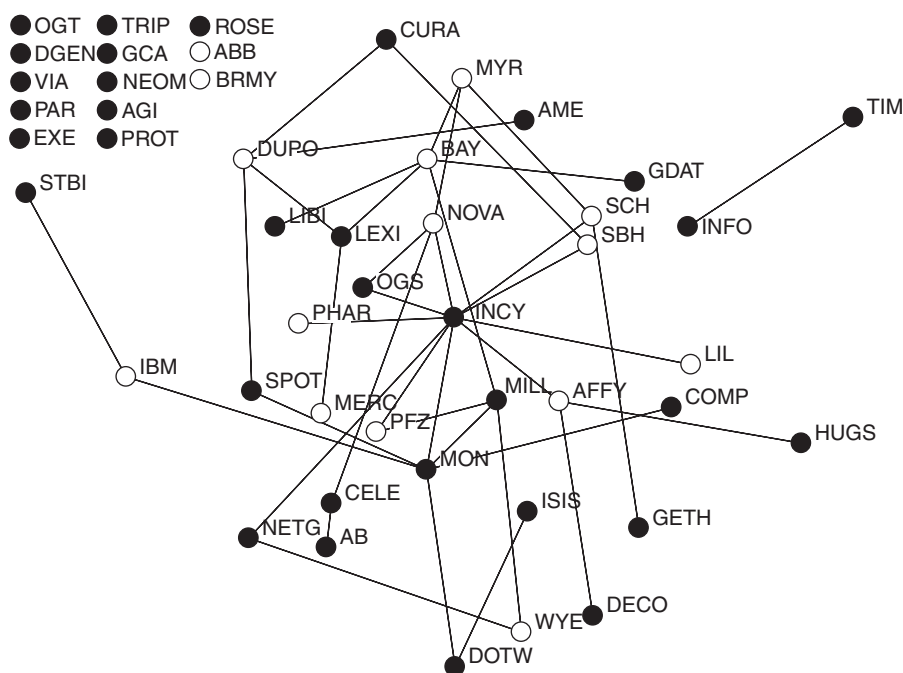 OGT TRIP ROSE
DGEN GCA ABB
VIA NEOM BRMY
PAR AGI
EXE PROT
CURA
MYR
AME
TIM
DUPO
BAY
GDAT
STBI
LIBI
NOVA
SCH
LEXI
SBH
INFO
OGS
PHAR
INCY
IBM
LIL
SPOT
MILL
AFFY
MERC
COMP
PFZ
HUGS
MON
CELE
ISIS
NETG
AB
GETH
DECO
WYE
DOTW